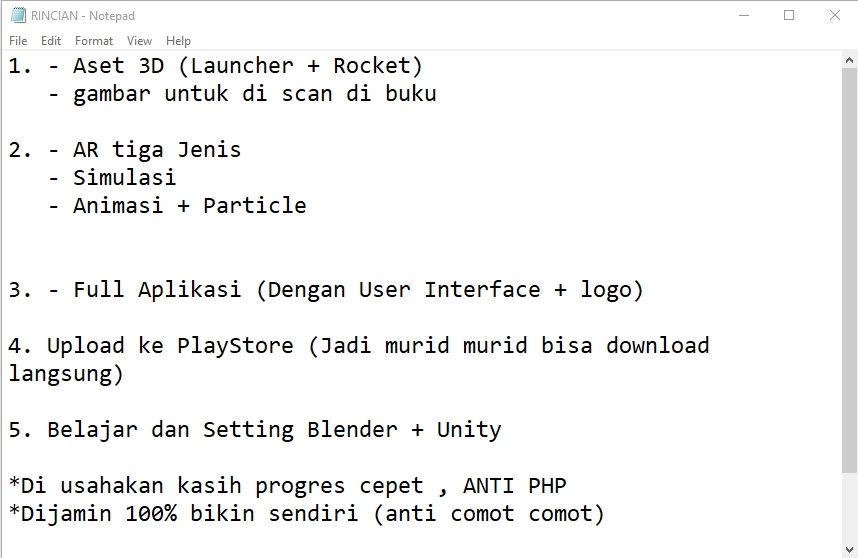 RINCIAN - Notepad
File Edit Format View Help
1. - Aset 3D (Launcher + Rocket)
- gambar untuk di scan di buku
2. - AR tiga Jenis
- Simulasi
- Animasi + Particle
3. - Full Aplikasi (Dengan User Interface + logo)
4. Upload ke PlayStore (Jadi murid murid bisa download
langsung)
5. Belajar dan Setting Blender + Unity
*Di usahakan kasih progres cepet , ANTI PHP
*Dijamin 100% bikin sendiri (anti comot comot)